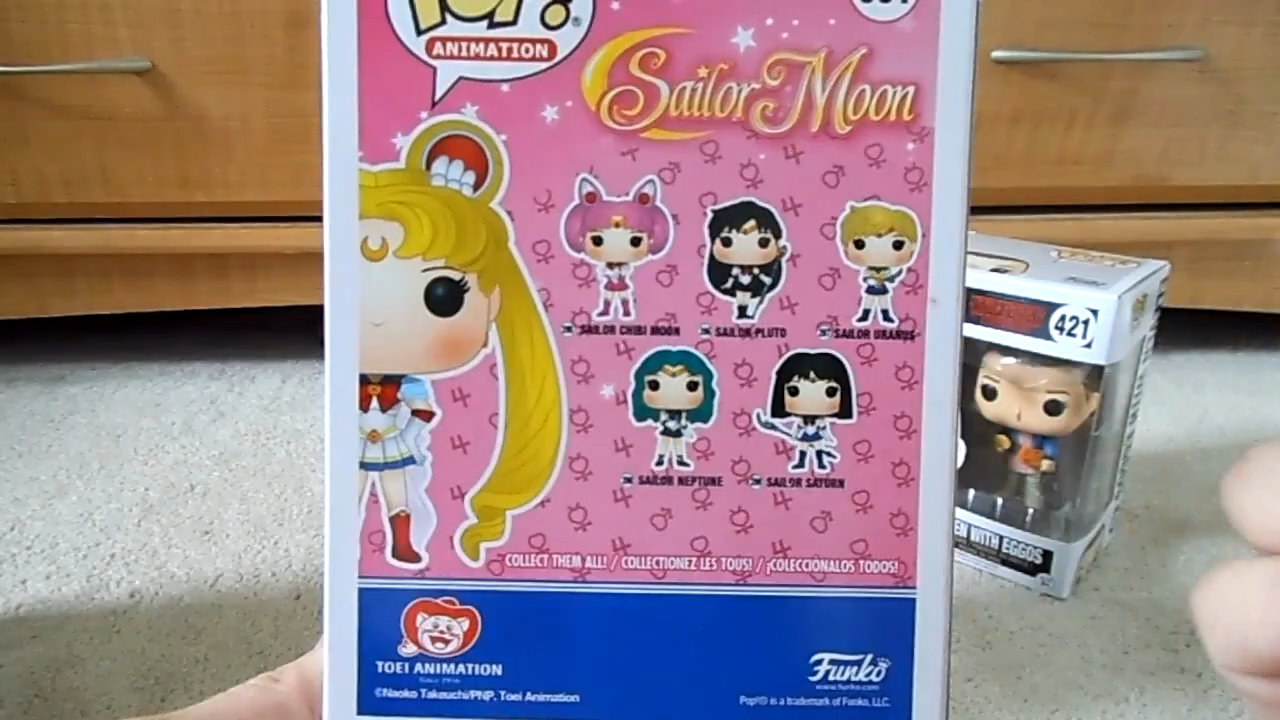 POP!®
ANIMATION
Sailor Moon
SAILOR CHIBI MOON
SAILOR PLUTO
SAILOR URANUS
SAILOR NEPTUNE
SAILOR SATURN
COLLECT THEM ALL! / COLLECTIONEZ LES TOUS! / ¡COLECCIÓNALOS TODOS!
TOEI ANIMATION
©Naoko Takeuchi/PNP, Toei Animation
Funko
www.funko.com
Pop!© is a trademark of Funko, LLC.
421
EN WITH EGGOS